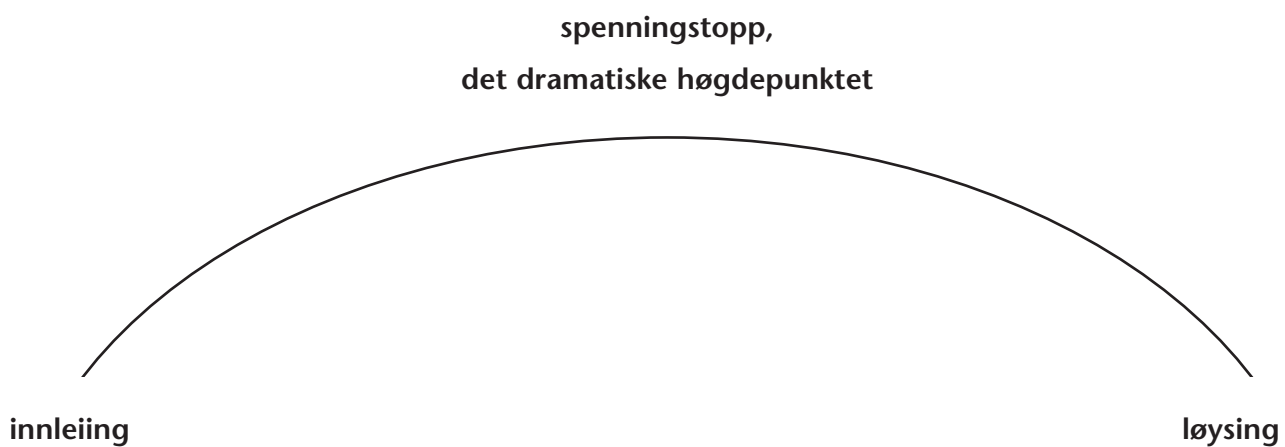 spenningstopp,
det dramatiske høgdepunktet
innleiing
løysing